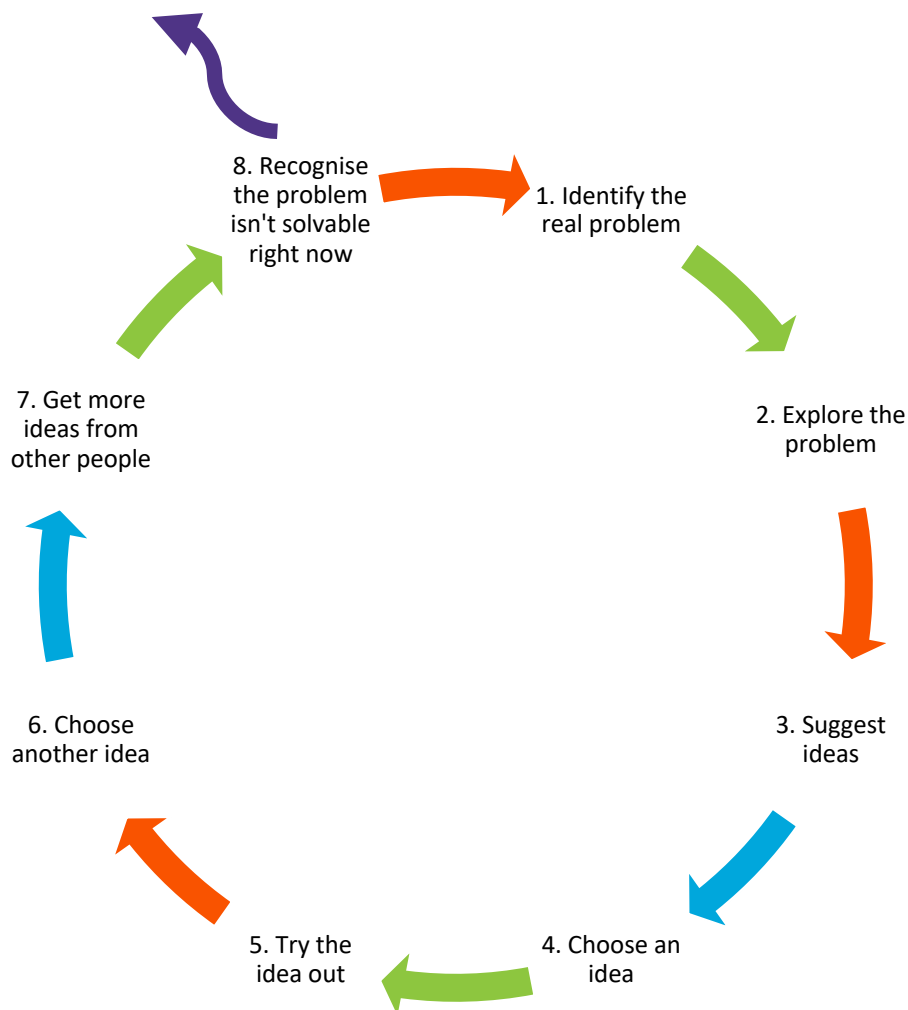 1. Identify the
real problem
2. Explore the
problem
3. Suggest
ideas
4. Choose an
idea
5. Try the
idea out
6. Choose
another idea
7. Get more
ideas from
other people
8. Recognise
the problem
isn't solvable
right now